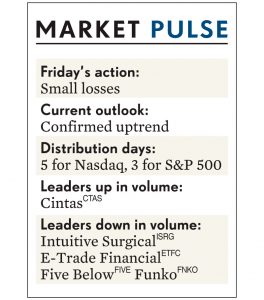 MARKET PULSE
Friday's action:
Small losses
Current outlook:
Confirmed uptrend
Distribution days:
5 for Nasdaq, 3 for S&P 500
Leaders up in volume:
Cintas CTAS
Leaders down in volume:
Intuitive Surgical ISRG
E-Trade Financial ETFC
Five Below FIVE Funko FNKO